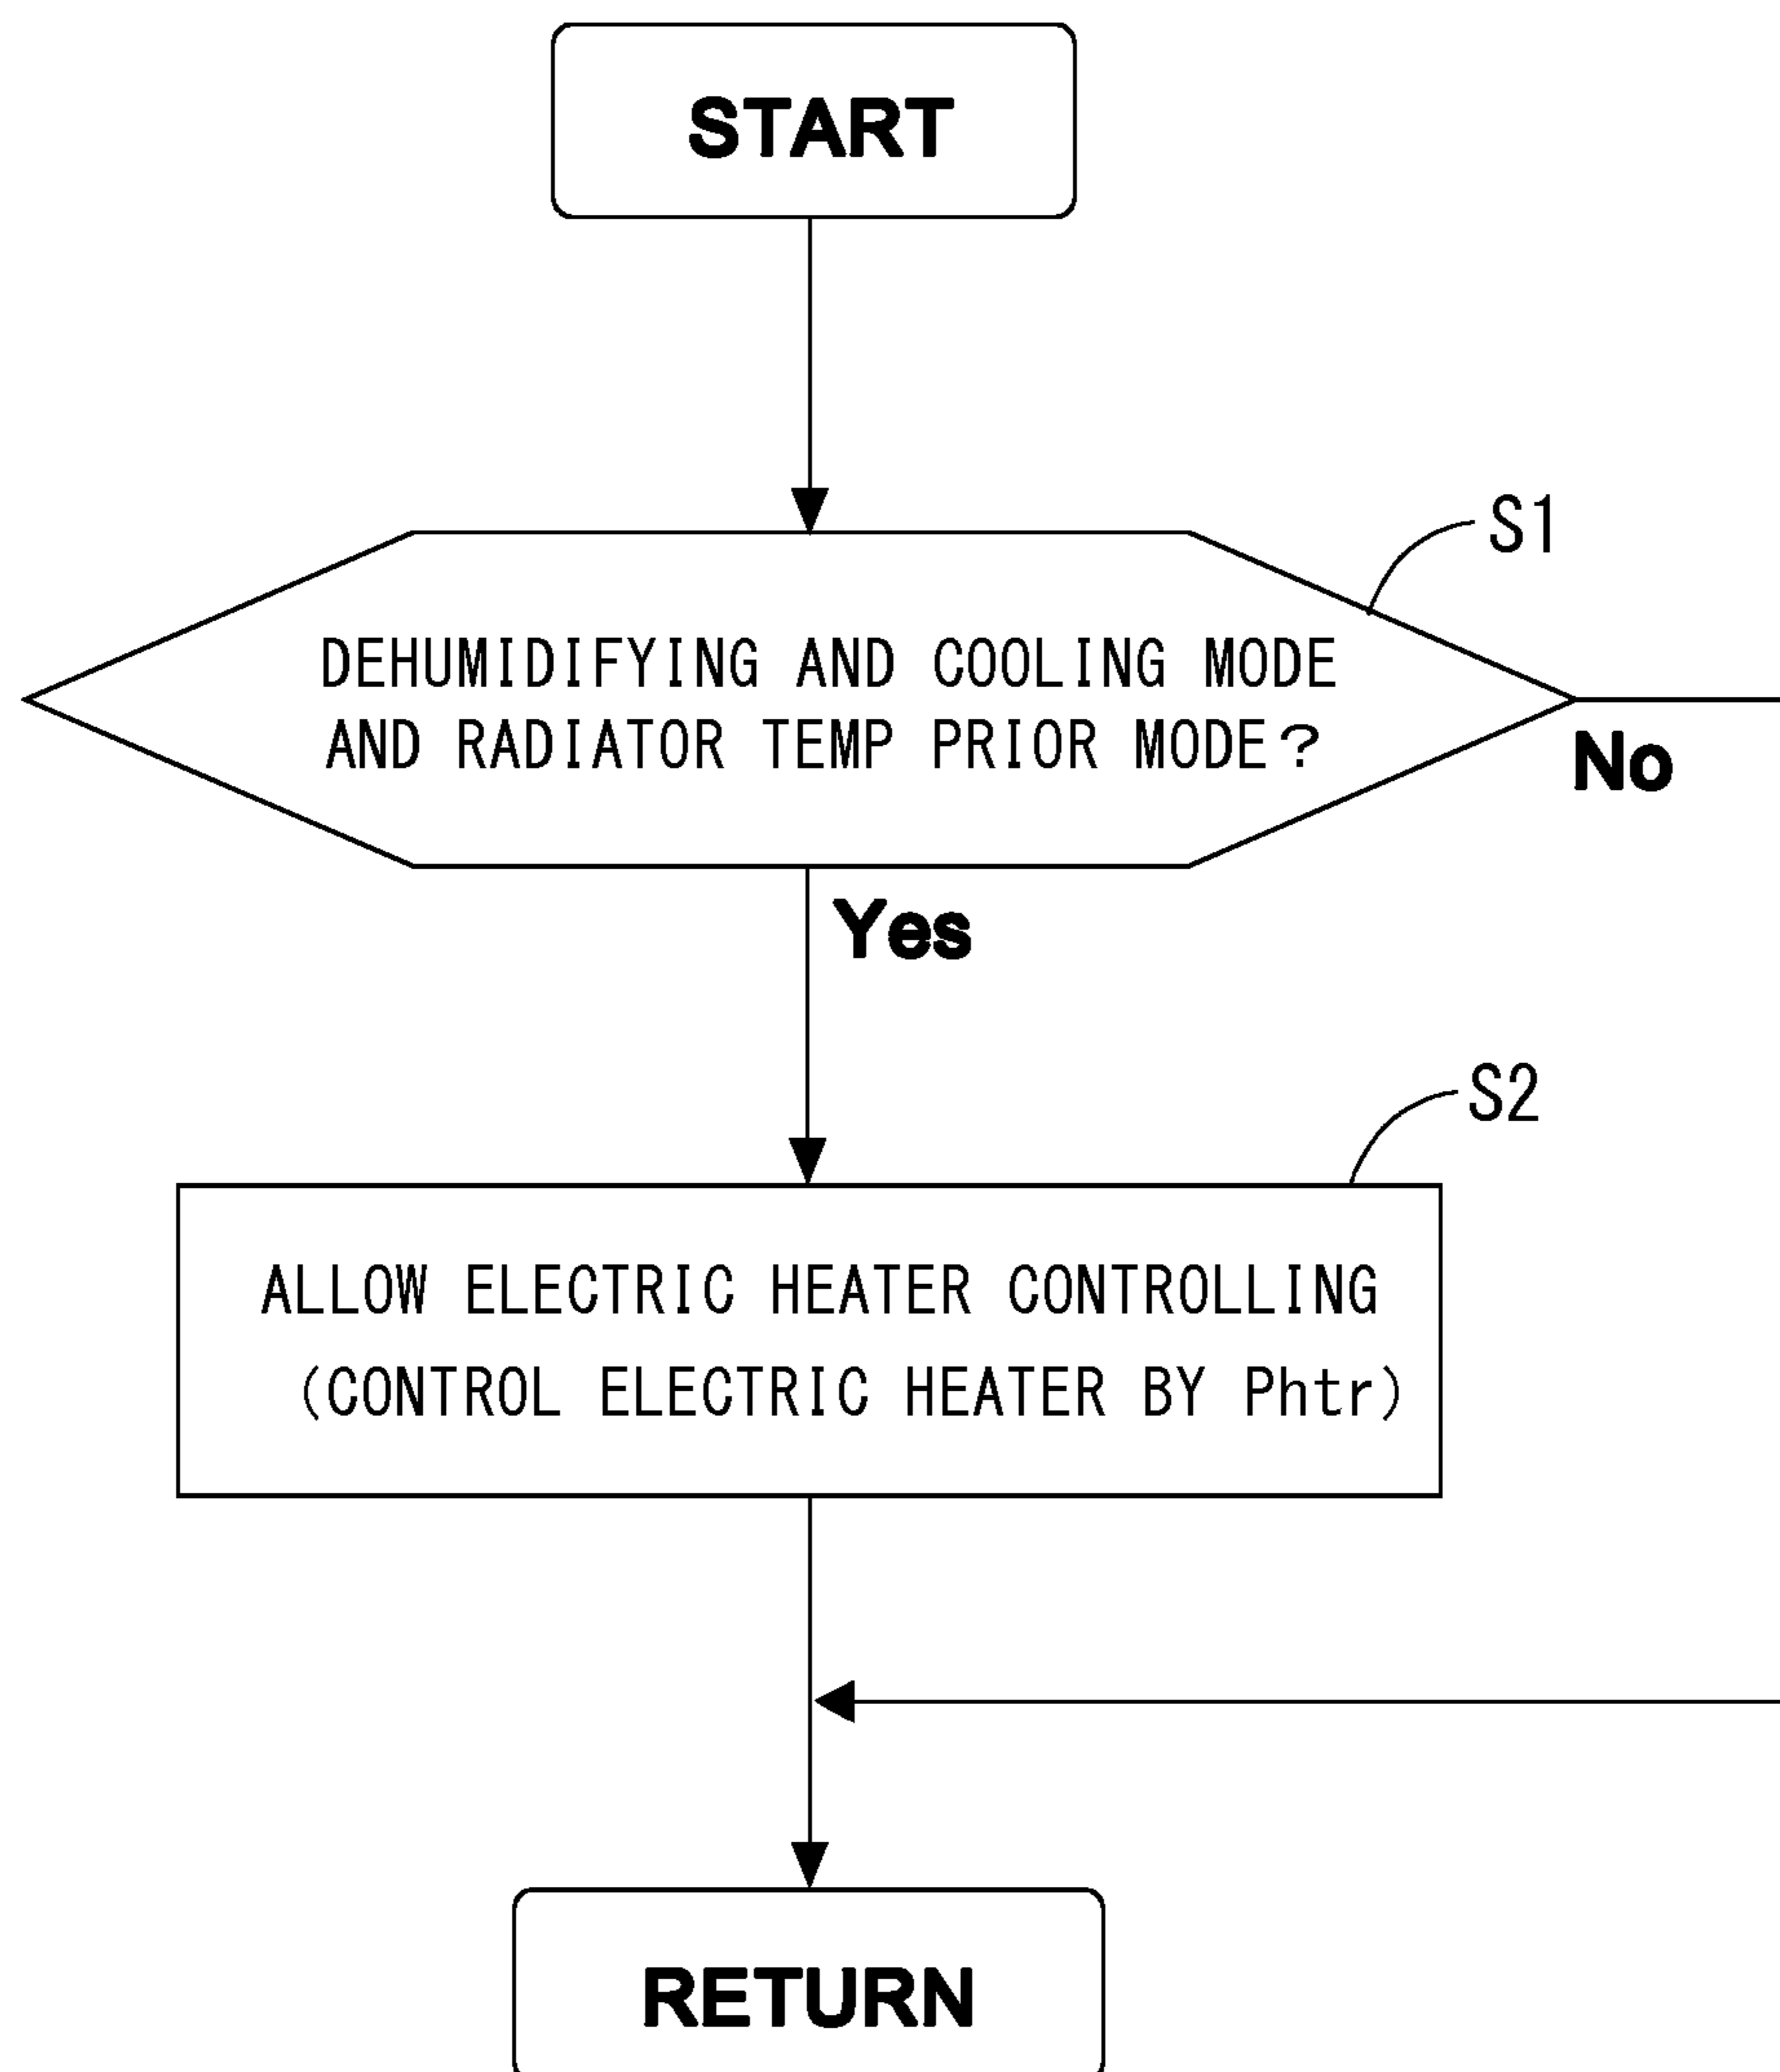 START
S1
DEHUMIDIFYING AND COOLING MODE
AND RADIATOR TEMP PRIOR MODE?
No
Yes
S2
ALLOW ELECTRIC HEATER CONTROLLING
(CONTROL ELECTRIC HEATER BY Phtr)
RETURN